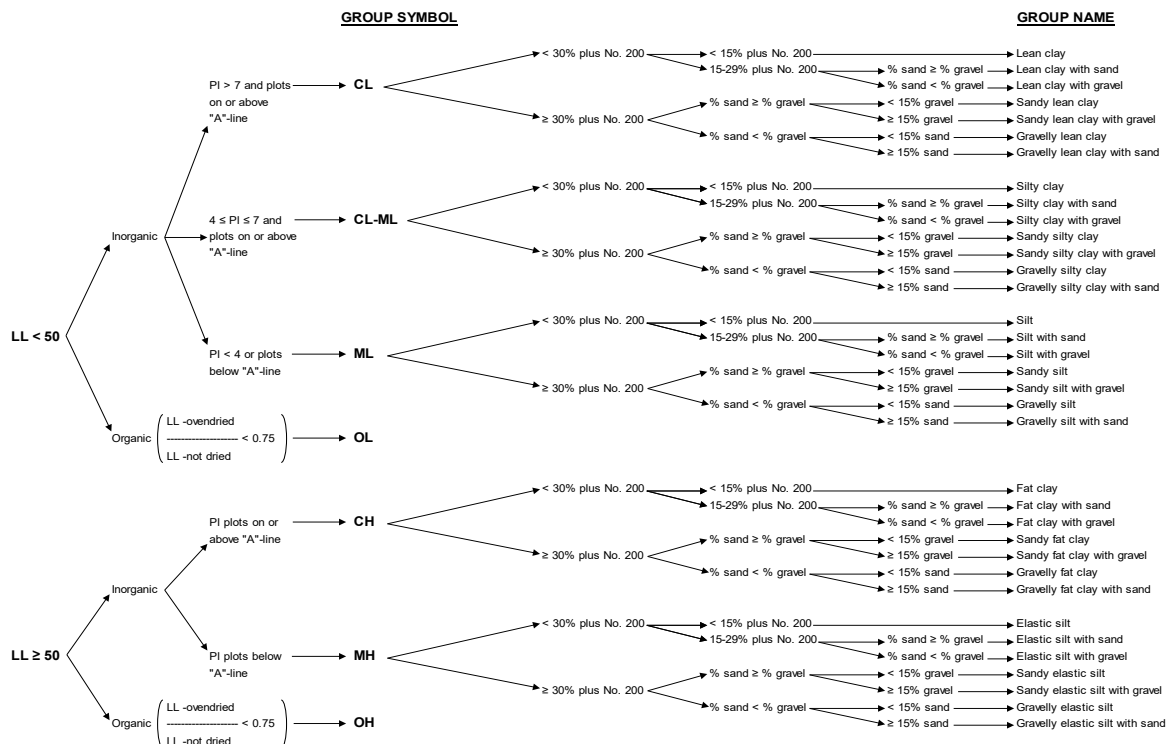 GROUP SYMBOL
GROUP NAME
LL < 50
Inorganic
PI > 7 and plots
on or above
"A"-line
CL
< 30% plus No. 200
< 15% plus No. 200
Lean clay
15-29% plus No. 200
% sand ≥ % gravel
Lean clay with sand
% sand < % gravel
Lean clay with gravel
≥ 30% plus No. 200
% sand ≥ % gravel
< 15% gravel
Sandy lean clay
≥ 15% gravel
Sandy lean clay with gravel
% sand < % gravel
< 15% sand
Gravelly lean clay
≥ 15% sand
Gravelly lean clay with sand
4 ≤ PI ≤ 7 and
plots on or above
"A"-line
CL-ML
< 30% plus No. 200
< 15% plus No. 200
Silty clay
15-29% plus No. 200
% sand ≥ % gravel
Silty clay with sand
% sand < % gravel
Silty clay with gravel
≥ 30% plus No. 200
% sand ≥ % gravel
< 15% gravel
Sandy silty clay
≥ 15% gravel
Sandy silty clay with gravel
% sand < % gravel
< 15% sand
Gravelly silty clay
≥ 15% sand
Gravelly silty clay with sand
PI < 4 or plots
below "A"-line
ML
< 30% plus No. 200
< 15% plus No. 200
Silt
15-29% plus No. 200
% sand ≥ % gravel
Silt with sand
% sand < % gravel
Silt with gravel
≥ 30% plus No. 200
% sand ≥ % gravel
< 15% gravel
Sandy silt
≥ 15% gravel
Sandy silt with gravel
% sand < % gravel
< 15% sand
Gravelly silt
≥ 15% sand
Gravelly silt with sand
Organic
LL -ovendried
-------------------- < 0.75
LL -not dried
OL
LL ≥ 50
Inorganic
PI plots on or
above "A"-line
CH
< 30% plus No. 200
< 15% plus No. 200
Fat clay
15-29% plus No. 200
% sand ≥ % gravel
Fat clay with sand
% sand < % gravel
Fat clay with gravel
≥ 30% plus No. 200
% sand ≥ % gravel
< 15% gravel
Sandy fat clay
≥ 15% gravel
Sandy fat clay with gravel
% sand < % gravel
< 15% sand
Gravelly fat clay
≥ 15% sand
Gravelly fat clay with sand
PI plots below
"A"-line
MH
< 30% plus No. 200
< 15% plus No. 200
Elastic silt
15-29% plus No. 200
% sand ≥ % gravel
Elastic silt with sand
% sand < % gravel
Elastic silt with gravel
≥ 30% plus No. 200
% sand ≥ % gravel
< 15% gravel
Sandy elastic silt
≥ 15% gravel
Sandy elastic silt with gravel
% sand < % gravel
< 15% sand
Gravelly elastic silt
≥ 15% sand
Gravelly elastic silt with sand
Organic
LL -ovendried
-------------------- < 0.75
LL -not dried
OH